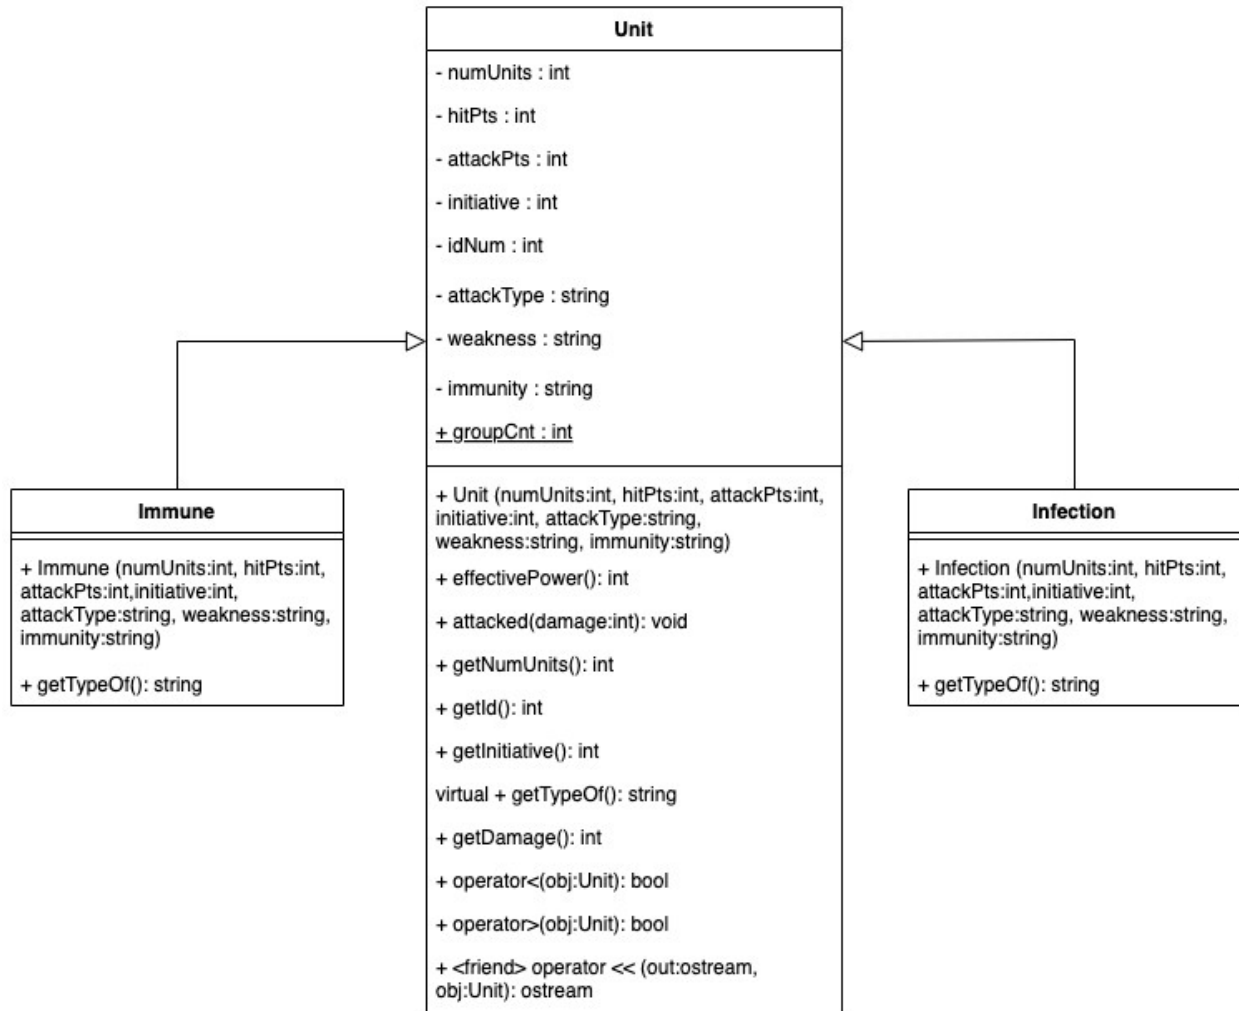 Unit
- numUnits : int
- hitPts : int
- attackPts : int
- initiative : int
- idNum : int
- attackType : string
- weakness : string
- immunity : string
+ groupCnt : int
+ Unit (numUnits:int, hitPts:int, attackPts:int,
initiative:int, attackType:string,
weakness:string, immunity:string)
+ effectivePower(): int
+ attacked(damage:int): void
+ getNumUnits(): int
+ getId(): int
+ getInitiative(): int
virtual + getTypeOf(): string
+ getDamage(): int
+ operator<(obj:Unit): bool
+ operator>(obj:Unit): bool
+ <friend> operator << (out:ostream,
obj:Unit): ostream
Immune
+ Immune (numUnits:int, hitPts:int,
attackPts:int,initiative:int,
attackType:string, weakness:string,
immunity:string)
+ getTypeOf(): string
Infection
+ Infection (numUnits:int, hitPts:int,
attackPts:int,initiative:int,
attackType:string, weakness:string,
immunity:string)
+ getTypeOf(): string